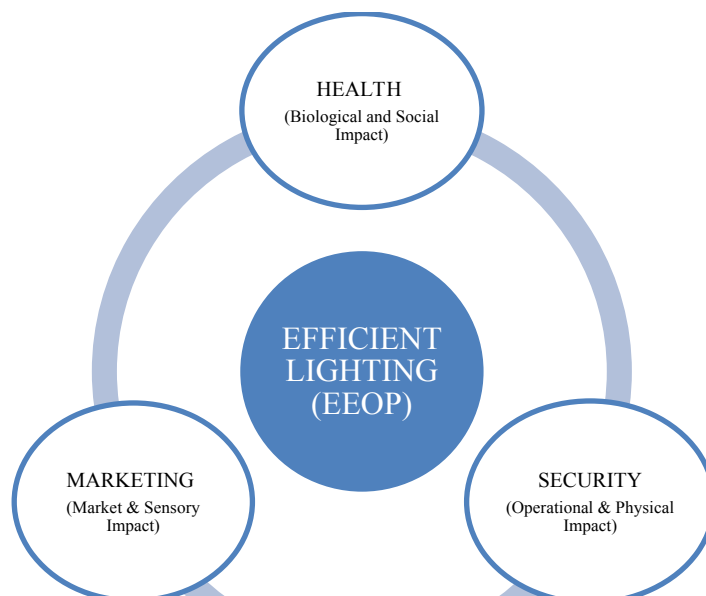 HEALTH
(Biological and Social
Impact)
EFFICIENT
LIGHTING
(EEOP)
MARKETING
(Market & Sensory
Impact)
SECURITY
(Operational & Physical
Impact)